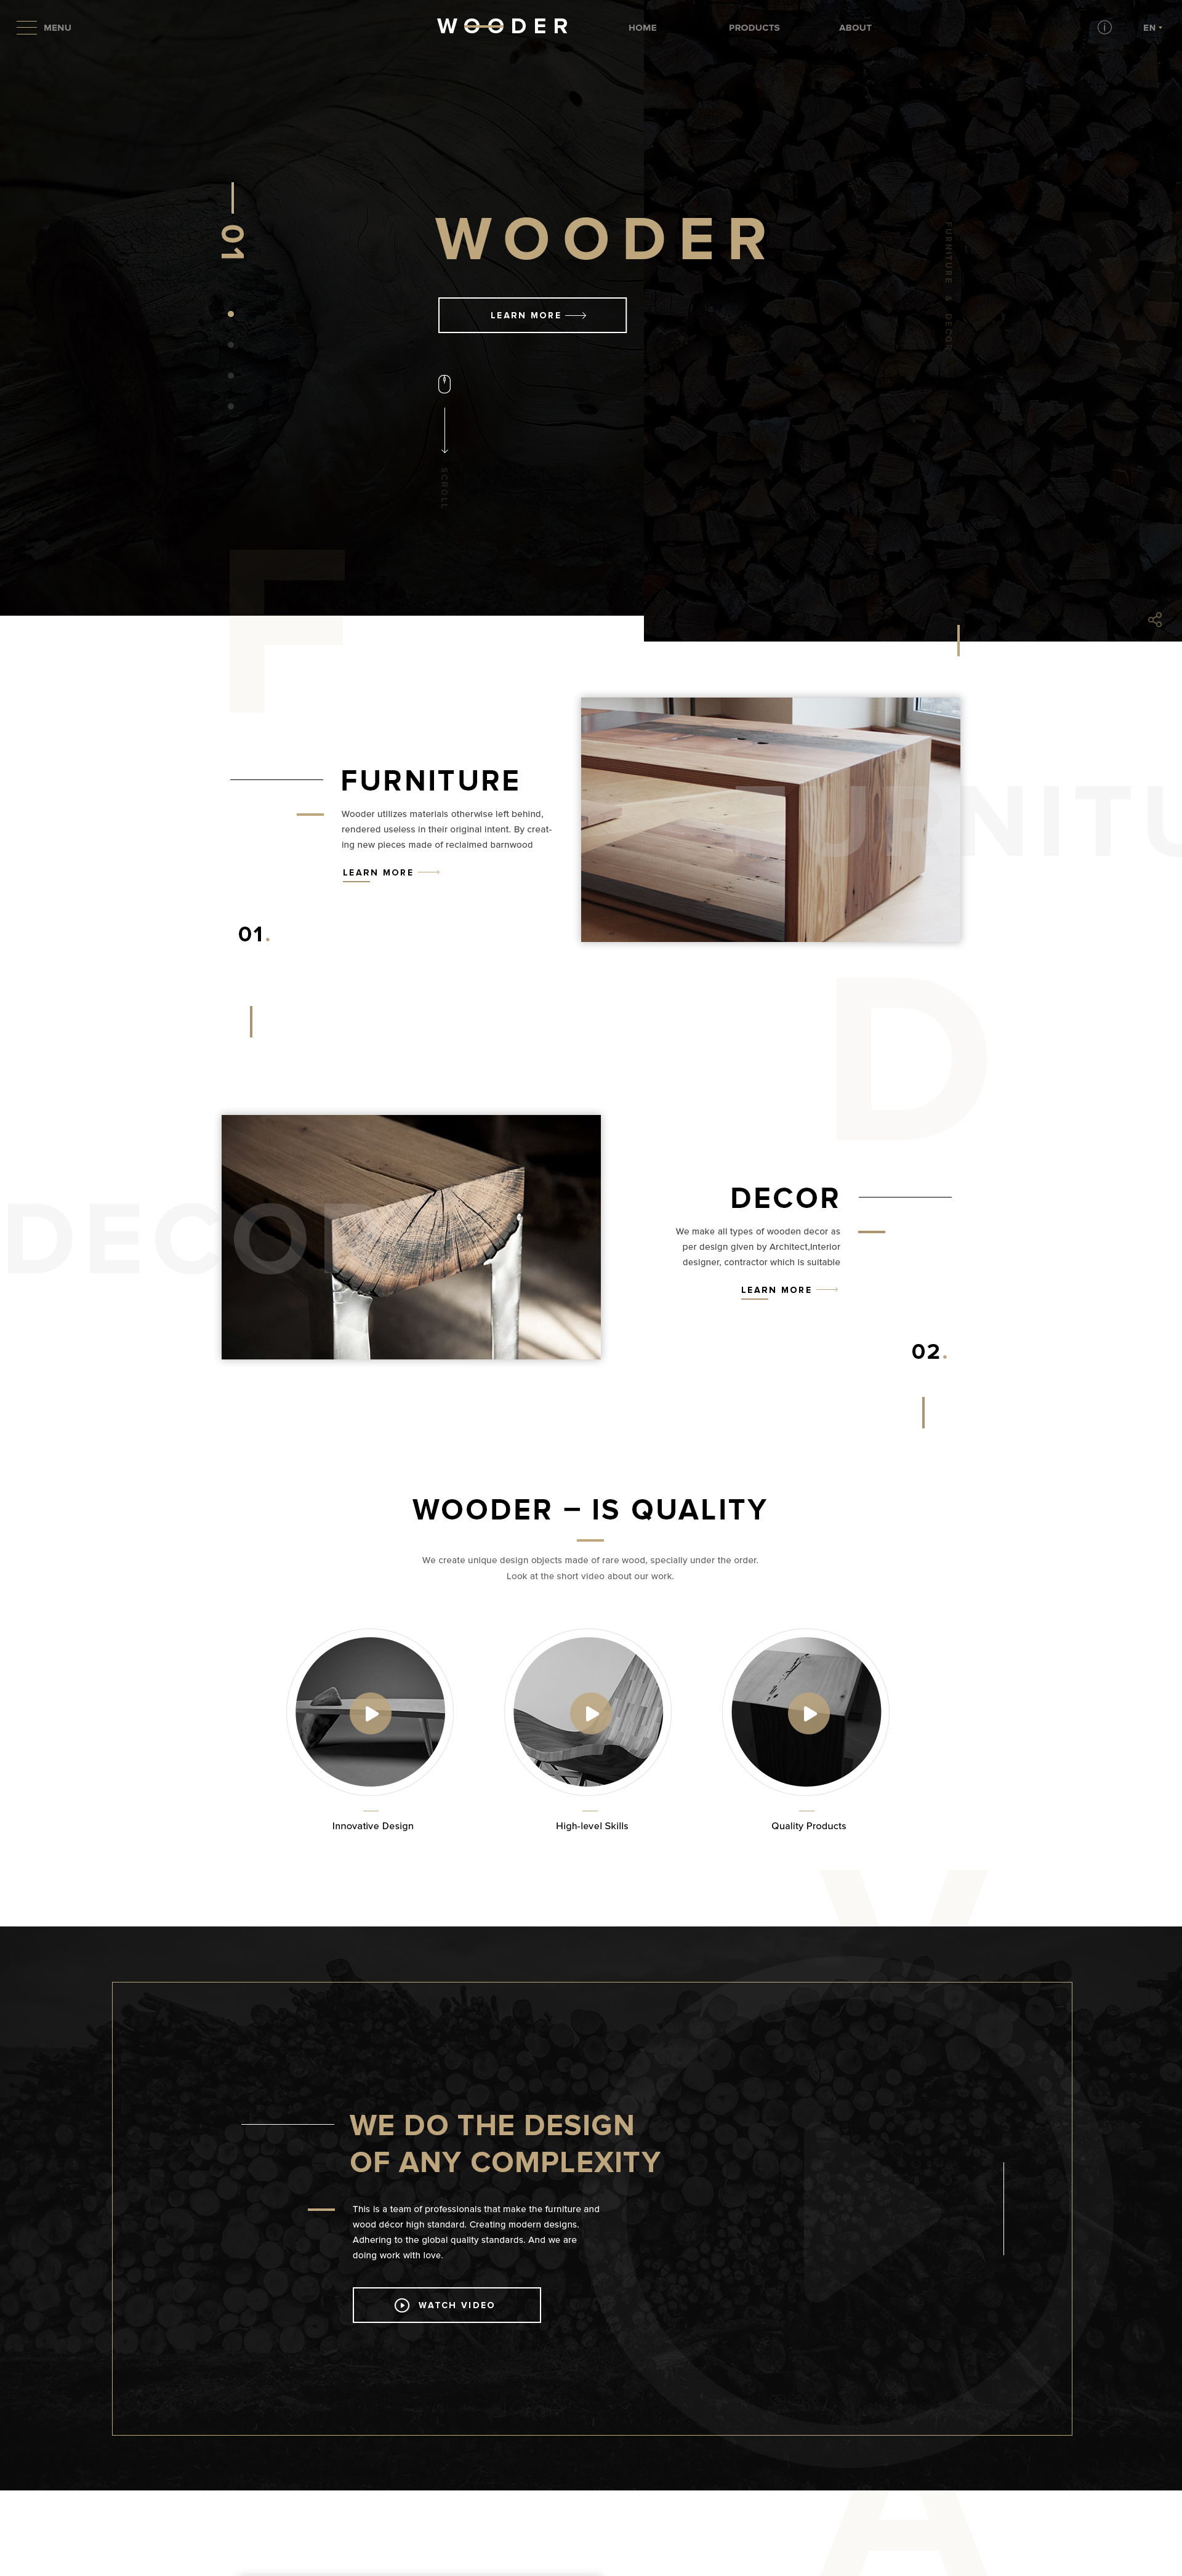 MENU
WOODER
HOME
PRODUCTS
ABOUT
EN
01
WOODER
LEARN MORE
FURNITURE & DECOR
SCROLL
F
FURNITURE
Wooder utilizes materials otherwise left behind,
rendered useless in their original intent. By creat-
ing new pieces made of reclaimed barnwood
LEARN MORE
01.
FURNITU
D
DECOR
DECOR
We make all types of wooden decor as
per design given by Architect,Interior
designer, contractor which is suitable
LEARN MORE
02.
WOODER – IS QUALITY
We create unique design objects made of rare wood, specially under the order.
Look at the short video about our work.
Innovative Design
High-level Skills
Quality Products
V
WE DO THE DESIGN
OF ANY COMPLEXITY
This is a team of professionals that make the furniture and
wood décor high standard. Creating modern designs.
Adhering to the global quality standards. And we are
doing work with love.
WATCH VIDEO
A